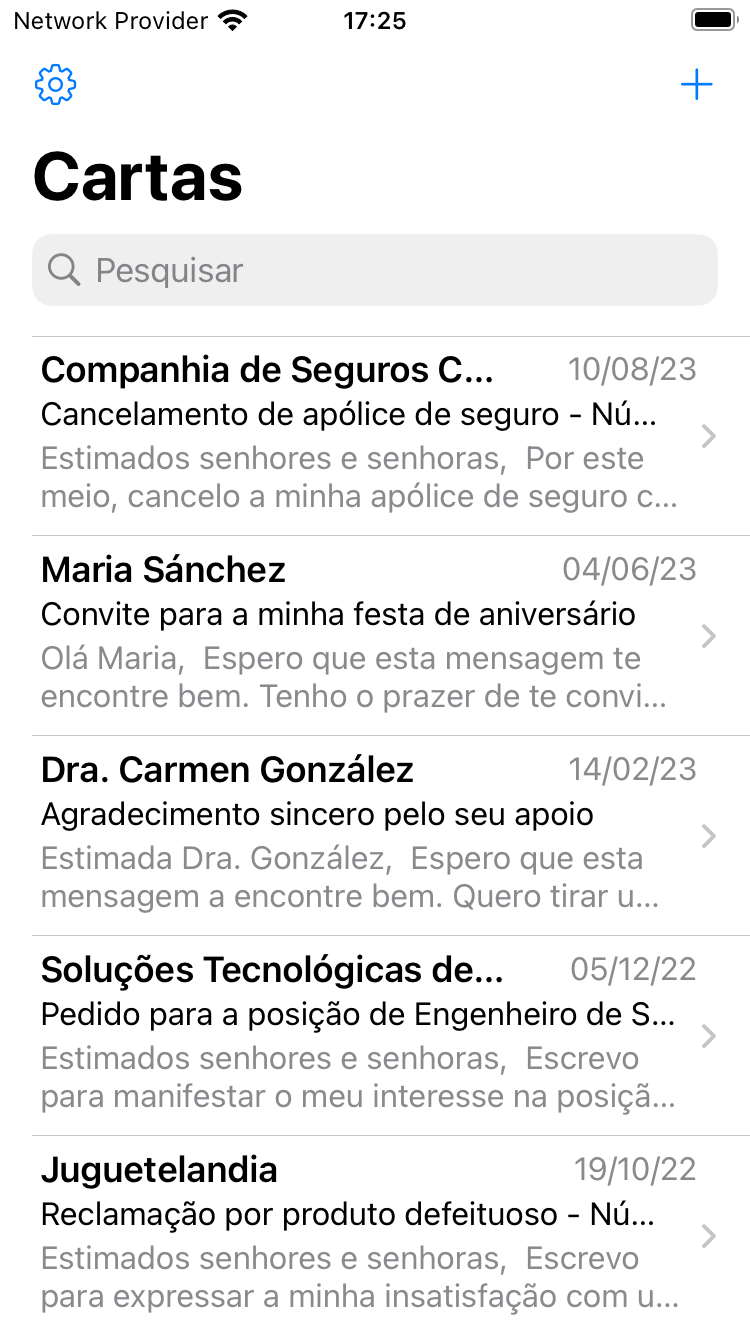 Network Provider 17:25
Cartas
Pesquisar
Companhia de Seguros C... 10/08/23
Cancelamento de apólice de seguro - Nú...
Estimados senhores e senhoras,  Por este
meio, cancelo a minha apólice de seguro c...
Maria Sánchez 04/06/23
Convite para a minha festa de aniversário
Olá Maria,  Espero que esta mensagem te
encontre bem. Tenho o prazer de te convi...
Dra. Carmen González 14/02/23
Agradecimento sincero pelo seu apoio
Estimada Dra. González,  Espero que esta
mensagem a encontre bem. Quero tirar u...
Soluções Tecnológicas de... 05/12/22
Pedido para a posição de Engenheiro de S...
Estimados senhores e senhoras,  Escrevo
para manifestar o meu interesse na posiçã...
Juguetelandia 19/10/22
Reclamação por produto defeituoso - Nú...
Estimados senhores e senhoras,  Escrevo
para expressar a minha insatisfação com u...